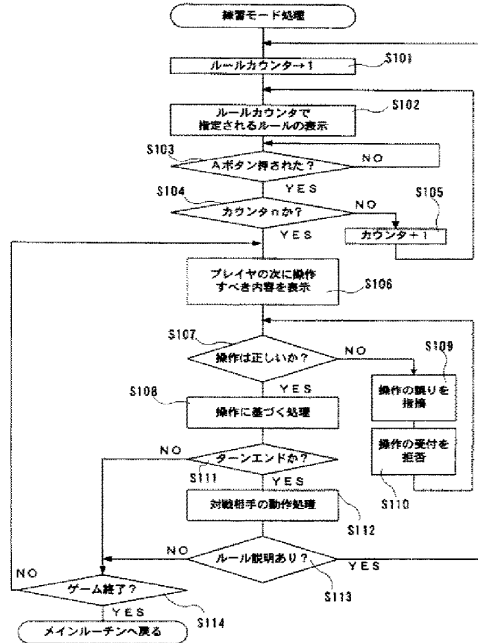 練習モード処理
ルールカウンタ→1
S101
ルールカウンタで
指定されるルールの表示
S102
S103
Aボタン押された？
NO
YES
S104
カウンタnか？
NO
YES
S105
カウンタ＋1
プレイヤの次に操作
すべき内容を表示
S106
S107
操作は正しいか？
NO
YES
S109
操作の誤りを
指摘
S108
操作に基づく処理
操作の受付を
拒否
S110
NO
ターンエンドか？
S111
YES
対戦相手の動作処理
S112
NO
ルール説明あり？
YES
S113
NO
ゲーム終了？
S114
YES
メインルーチンへ戻る